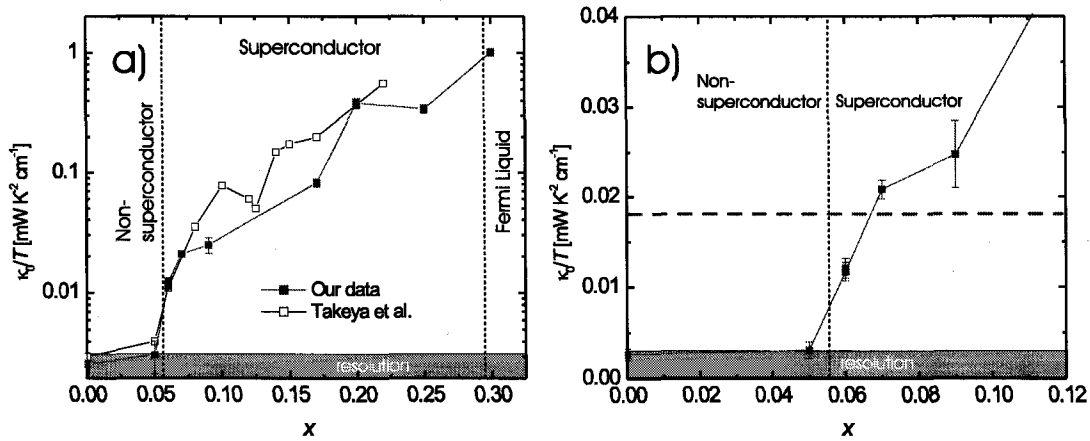 a)
Superconductor
Non-
superconductor
Fermi Liquid
κ₀/T [mW K⁻² cm⁻¹]
1
0.1
0.01
Our data
Takeya et al.
resolution
0.00 0.05 0.10 0.15 0.20 0.25 0.30
x
b)
Non-
superconductor
Superconductor
κ₀/T [mW K⁻² cm⁻¹]
0.04
0.03
0.02
0.01
0.00
resolution
0.00 0.02 0.04 0.06 0.08 0.10 0.12
x